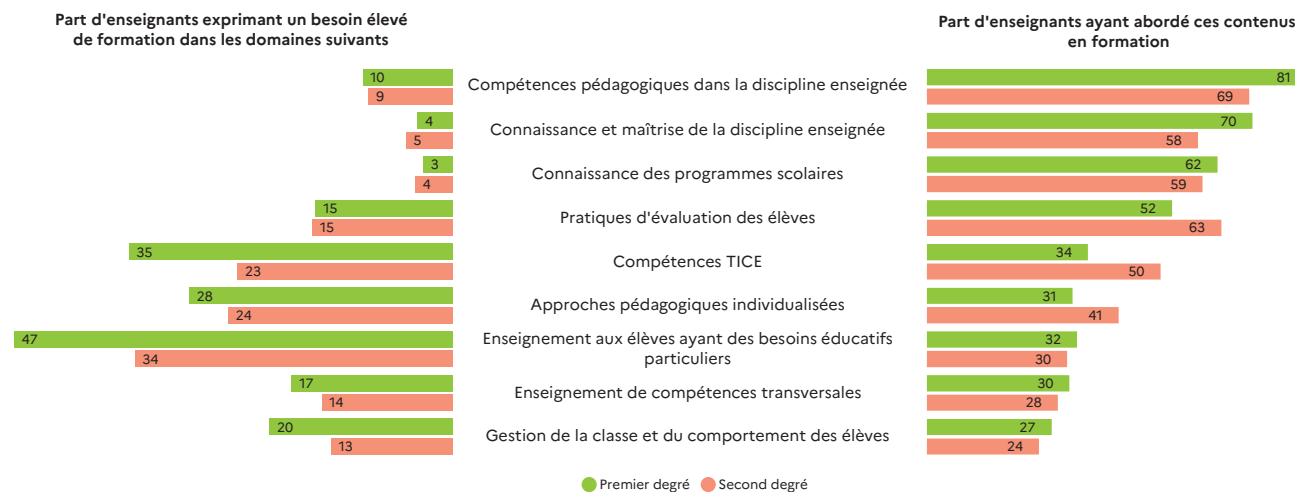 Part d'enseignants exprimant un besoin élevé
de formation dans les domaines suivants
Part d'enseignants ayant abordé ces contenus
en formation
10 Compétences pédagogiques dans la discipline enseignée 81
9 69
4 Connaissance et maîtrise de la discipline enseignée 70
5 58
3 Connaissance des programmes scolaires 62
4 59
15 Pratiques d'évaluation des élèves 52
15 63
35 Compétences TICE 34
23 50
28 Approches pédagogiques individualisées 31
24 41
47 Enseignement aux élèves ayant des besoins éducatifs 32
34 particuliers 30
17 Enseignement de compétences transversales 30
14 28
20 Gestion de la classe et du comportement des élèves 27
13 24
Premier degré Second degré